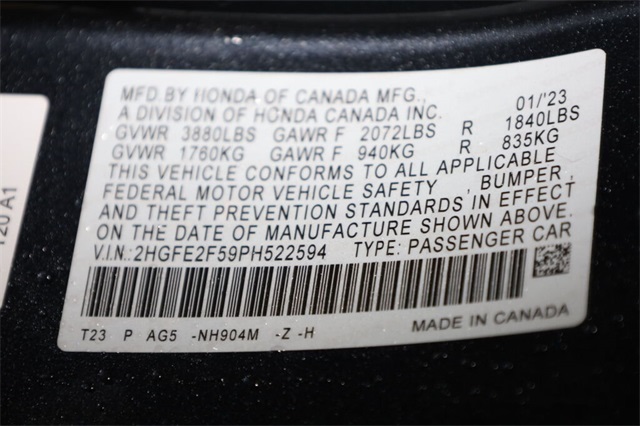 MFD.BY HONDA OF CANADA MFG., 01/'23
A DIVISION OF HONDA CANADA INC.
GVWR 3880LBS GAWR F 2072LBS R 1840LBS
GVWR 1760KG GAWR F 940KG R 835KG
THIS VEHICLE CONFORMS TO ALL APPLICABLE
FEDERAL MOTOR VEHICLE SAFETY , BUMPER ,
AND THEFT PREVENTION STANDARDS IN EFFECT
ON THE DATE OF MANUFACTURE SHOWN ABOVE.
V.I.N.: 2HGFE2F59PH522594 TYPE: PASSENGER CAR
T23 P AG5 -NH904M -Z -H MADE IN CANADA
120 A1